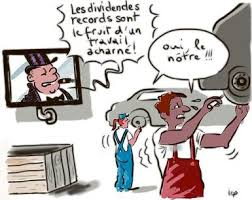 Les dividendes
records sont
le fruit d'un
travail
acharné!
oui le
nôtre!!!